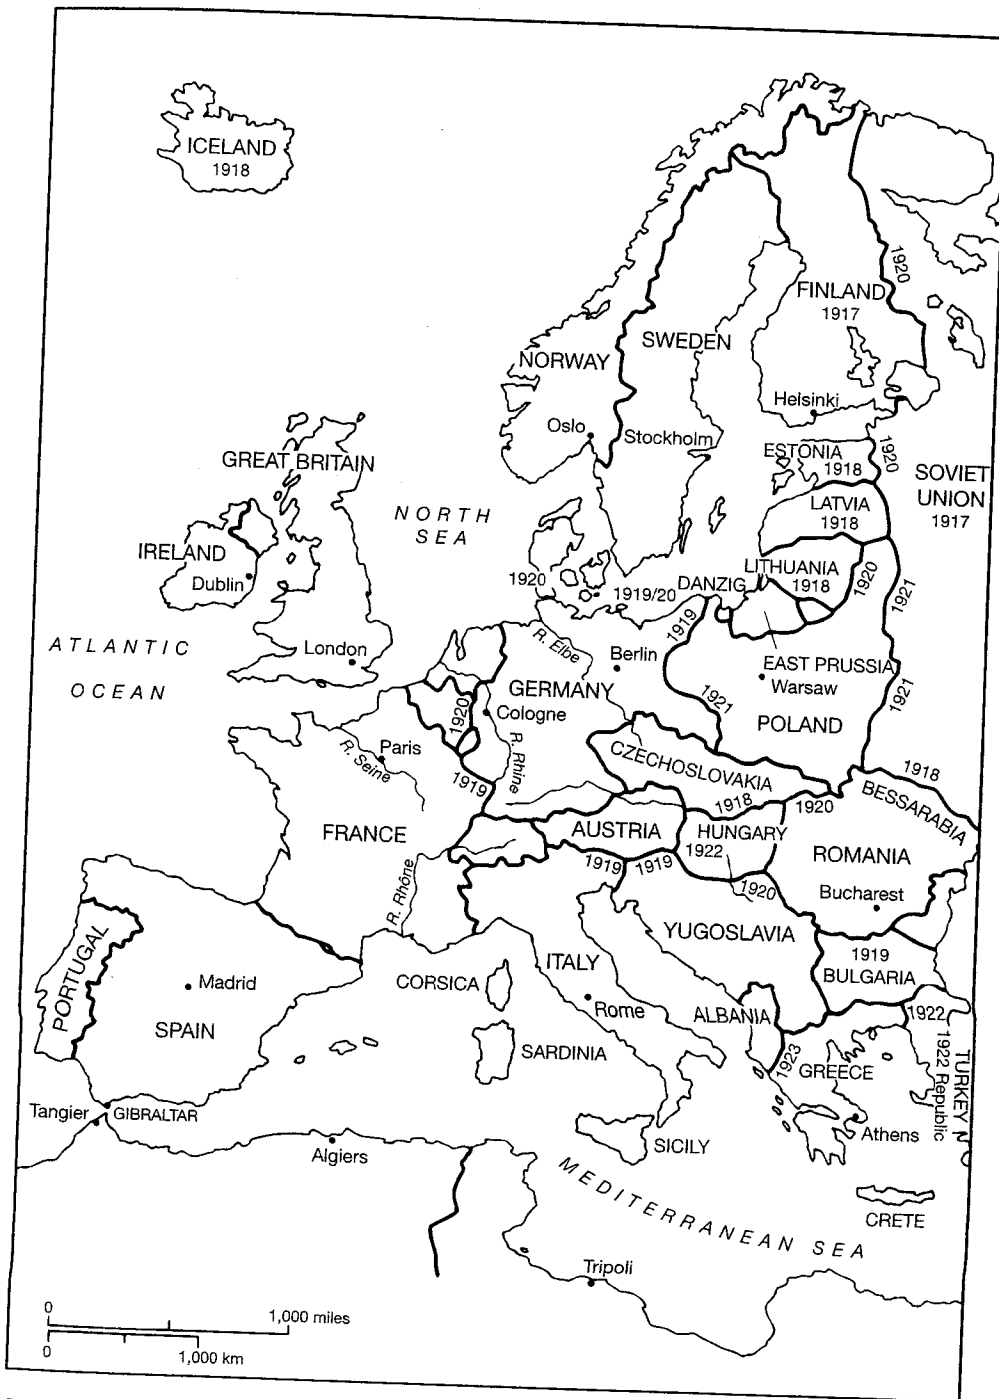 ICELAND
1918
1920
FINLAND
1917
SWEDEN
NORWAY
Helsinki
Oslo
Stockholm
ESTONIA
1918
1920
GREAT BRITAIN
SOVIET
UNION
1917
LATVIA
1918
NORTH
SEA
IRELAND
Dublin
LITHUANIA
1918
1920
1921
1920
1919/20
DANZIG
1919
ATLANTIC
OCEAN
London
R. Elbe
Berlin
EAST PRUSSIA
Warsaw
GERMANY
Cologne
1920
1921
1921
POLAND
Paris
R. Seine
R. Rhine
1919
CZECHOSLOVAKIA
1918
1918
BESSARABIA
1920
FRANCE
AUSTRIA
HUNGARY
1922
ROMANIA
R. Rhône
1919
1919
1920
Bucharest
PORTUGAL
YUGOSLAVIA
1919
BULGARIA
Madrid
CORSICA
ITALY
Rome
ALBANIA
1922
SPAIN
SARDINIA
1923
GREECE
TURKEY
1922 Republic
Tangier
GIBRALTAR
Athens
Algiers
SICILY
MEDITERRANEAN SEA
CRETE
Tripoli
0
1,000 miles
0
1,000 km